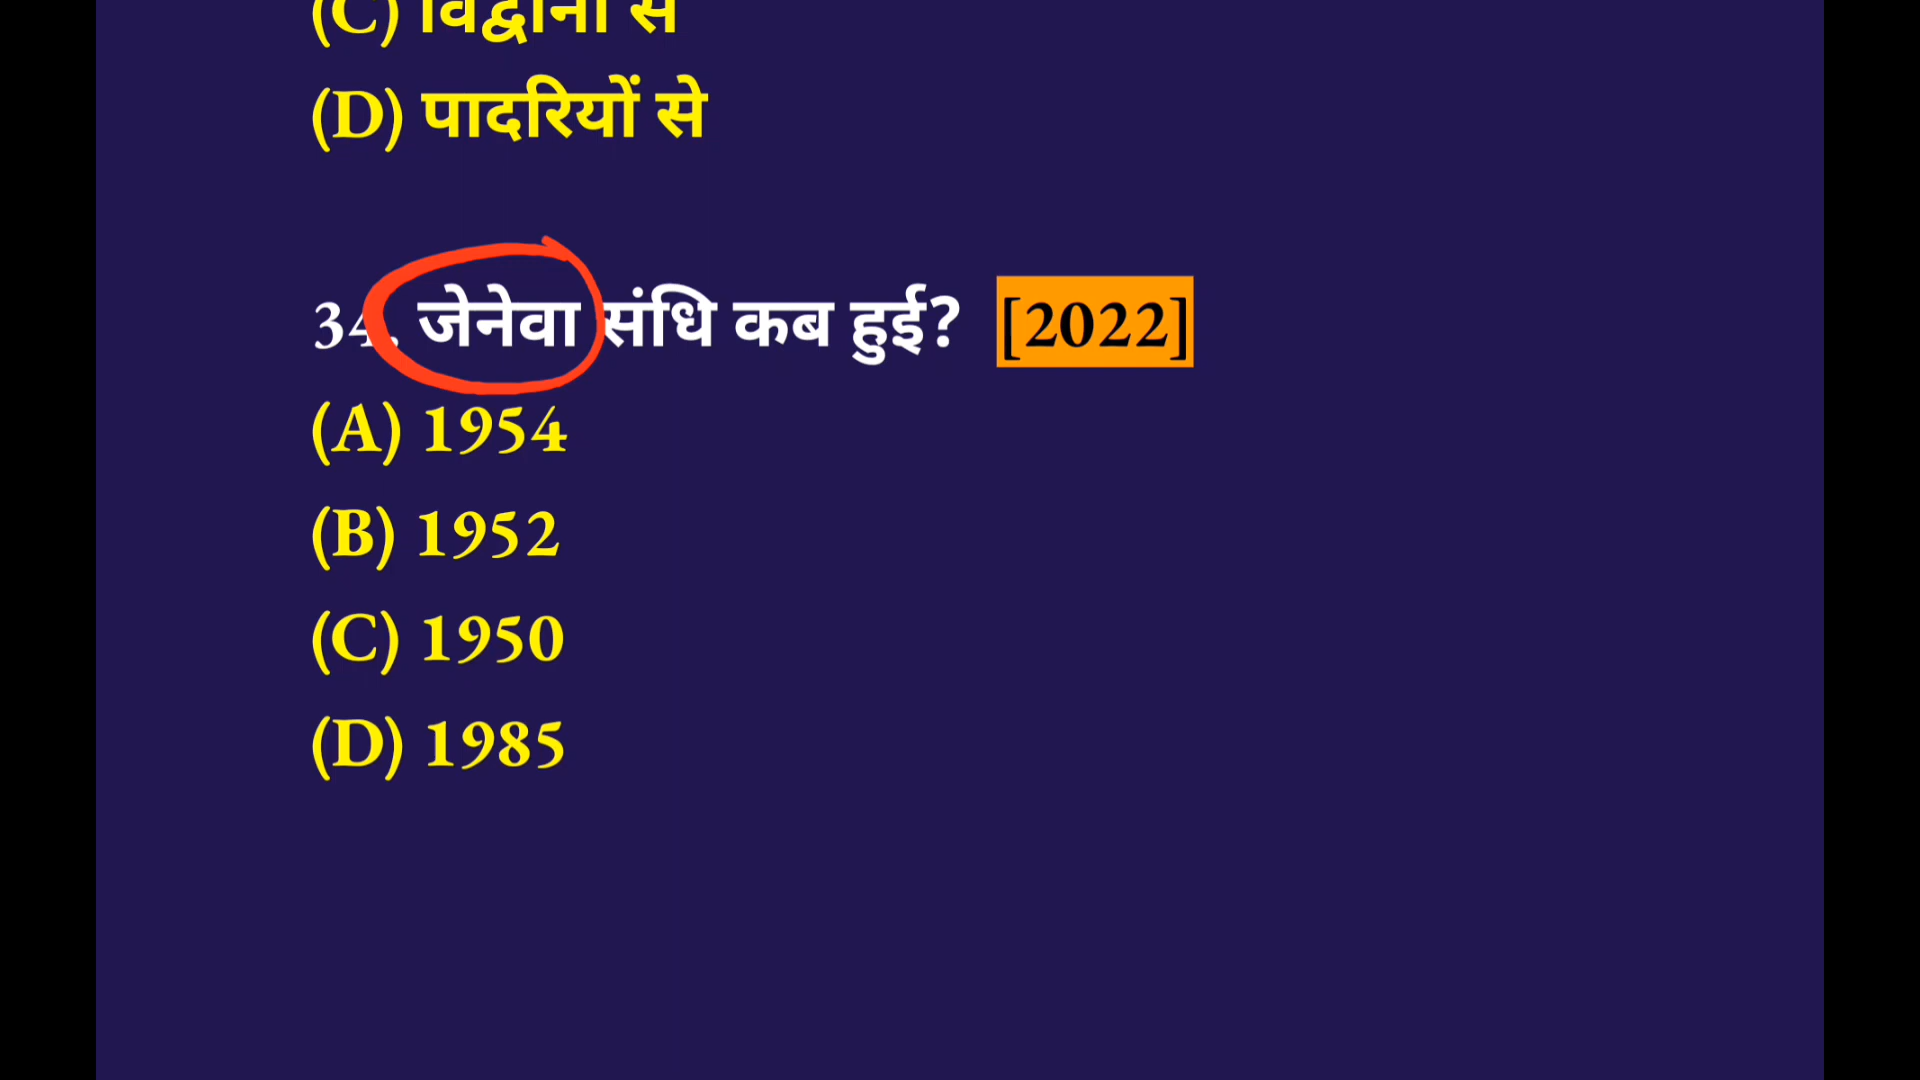 (C) विद्वानों से
(D) पादरियों से
34. जेनेवा संधि कब हुई? [2022]
(A) 1954
(B) 1952
(C) 1950
(D) 1985